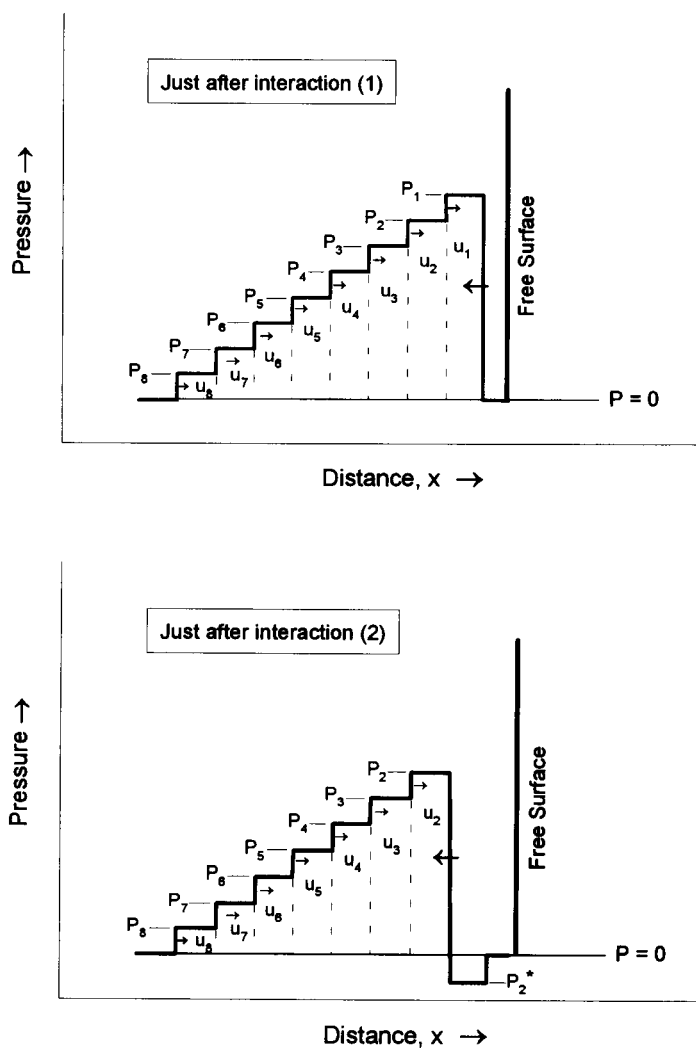 Just after interaction (1)
Pressure →
P₁
P₂
P₃
P₄
P₅
P₆
P₇
P₈
u₁
u₂
u₃
u₄
u₅
u₆
u₇
u₈
Free Surface
P = 0
Distance, x →
Just after interaction (2)
Pressure →
P₂
P₃
P₄
P₅
P₆
P₇
P₈
u₂
u₃
u₄
u₅
u₆
u₇
u₈
Free Surface
P = 0
P₂*
Distance, x →